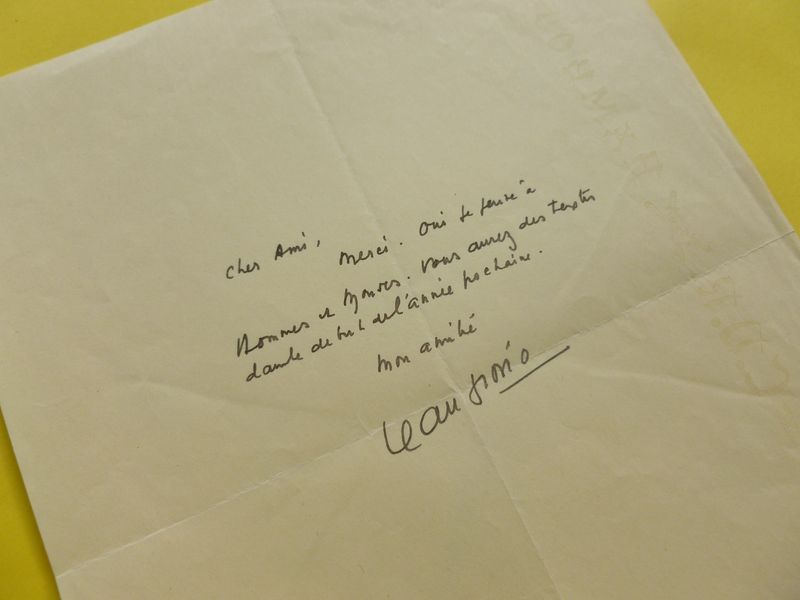 Cher Ami,
Merci. Oui je pense à
Hommes et Mondes. Vous aurez des textes
dans le début de l'année prochaine.
Mon amitié
Jean Giono